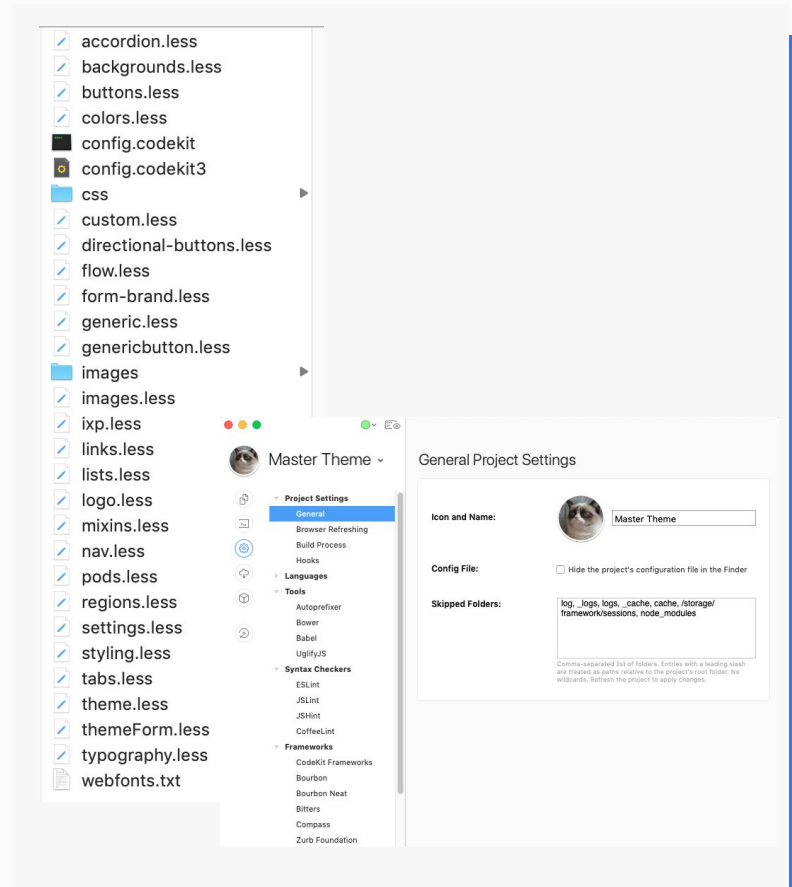 accordion.less
backgrounds.less
buttons.less
colors.less
config.codekit
config.codekit3
css
custom.less
directional-buttons.less
flow.less
form-brand.less
generic.less
genericbutton.less
images
images.less
ixp.less
links.less
lists.less
logo.less
mixins.less
nav.less
pods.less
regions.less
settings.less
styling.less
tabs.less
theme.less
themeForm.less
typography.less
webfonts.txt
Master Theme
Project Settings
General
Browser Refreshing
Build Process
Hooks
Languages
Tools
Autoprefixer
Bower
Babel
UglifyJS
Syntax Checkers
ESLint
JSLint
JSHint
CoffeeLint
Frameworks
CodeKit Frameworks
Bourbon
Bourbon Neat
Bitters
Compass
Zurb Foundation
General Project Settings
Icon and Name:
Master Theme
Config File:
Hide the project's configuration file in the Finder
Skipped Folders:
log, _logs, logs, _cache, cache, /storage/
framework/sessions, node_modules
Comma-separated list of folders. Entries with a leading slash
are treated as paths relative to the project's root folder. No
wildcards. Refresh the project to apply changes.